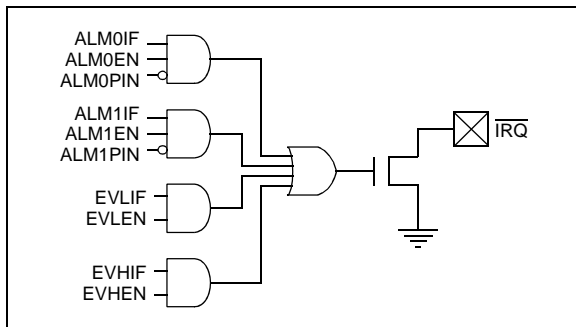 ALM0IF
ALM0EN
ALM0PIN
ALM1IF
ALM1EN
ALM1PIN
EVLIF
EVLEN
EVHIF
EVHEN
IRQ